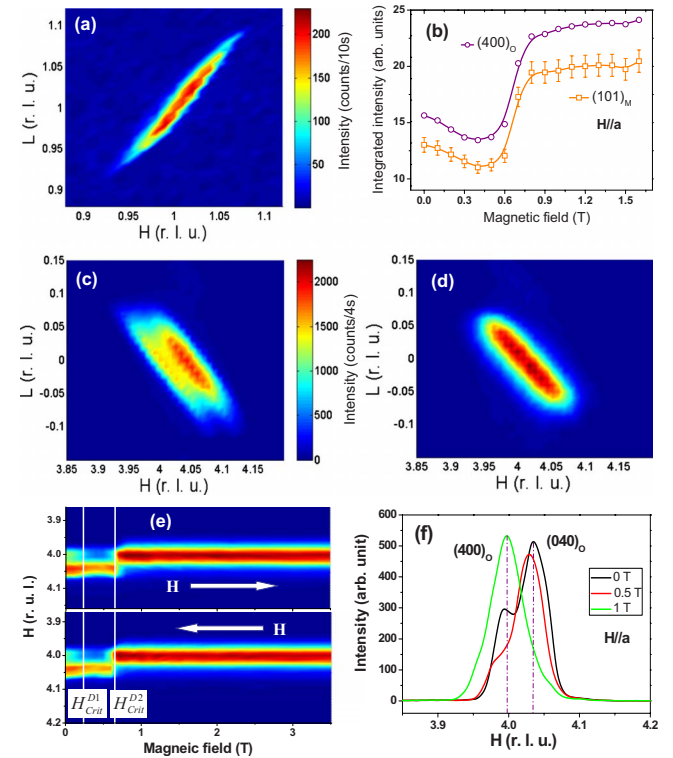 (a)
1.1
1.05
1
0.95
0.9
L (r. l. u.)
0.9 0.95 1 1.05 1.1
H (r. l. u.)
200
150
100
50
Intensity (counts/10s)
(b)
25
20
15
10
Integrated intensity (arb. units)
(400)O
(101)M
H//a
0.0 0.3 0.6 0.9 1.2 1.5
Magnetic field (T)
(c)
0.15
0.1
0.05
0
-0.05
-0.1
L (r. l. u.)
3.85 3.9 3.95 4 4.05 4.1 4.15
H (r. l. u.)
2000
1500
1000
500
0
Intensity (counts/4s)
(d)
0.15
0.1
0.05
0
-0.05
-0.1
L (r. l. u.)
3.85 3.9 3.95 4 4.05 4.1 4.15
H (r. l. u.)
(e)
3.9
4.0
4.1
H
3.9
4.0
4.1
4.2
H (r. u. l.)
H
H Crit D1
H Crit D2
0 1 2 3
Magneic field (T)
(f)
600
500
400
300
200
100
0
Intensity (arb. unit)
(400)O
(040)O
0 T
0.5 T
1 T
H//a
3.9 4.0 4.1 4.2
H (r. l. u.)